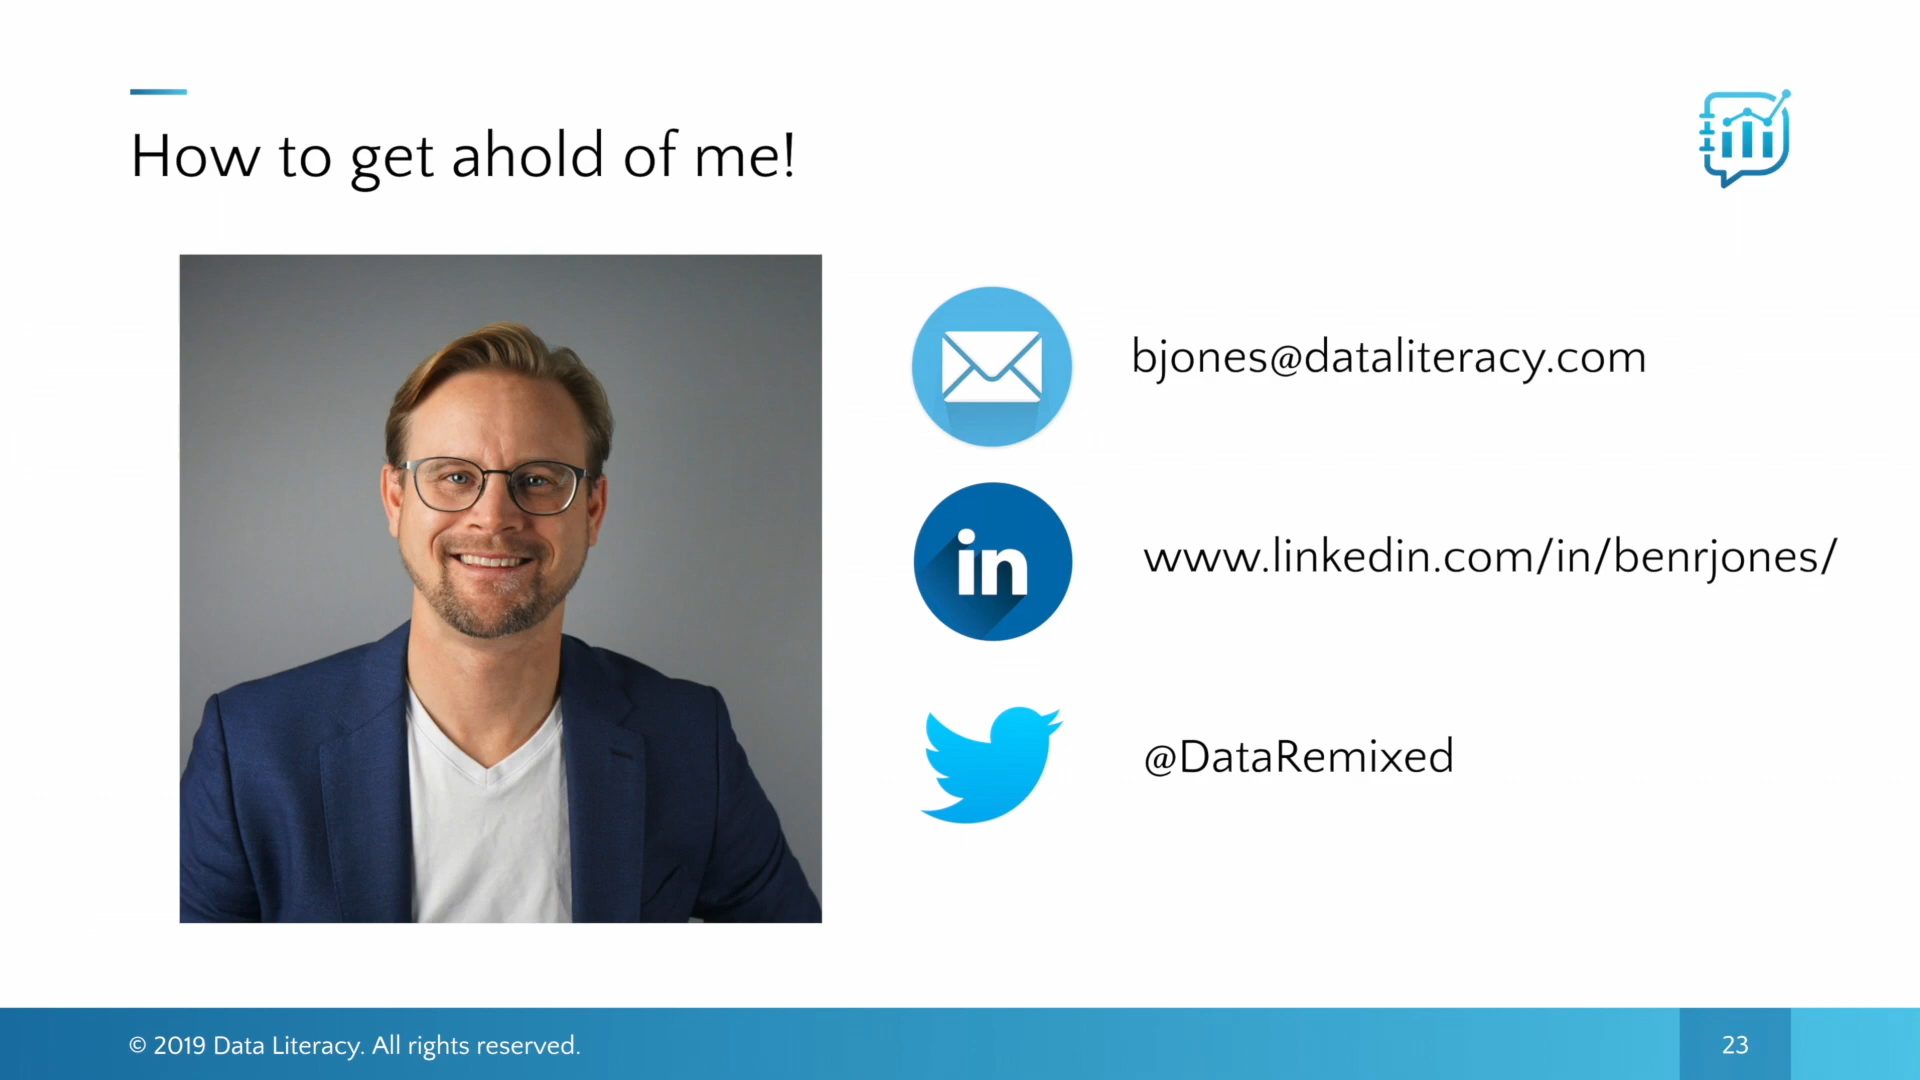 How to get ahold of me!
bjones@dataliteracy.com
in
www.linkedin.com/in/benrjones/
@DataRemixed
© 2019 Data Literacy. All rights reserved.
23